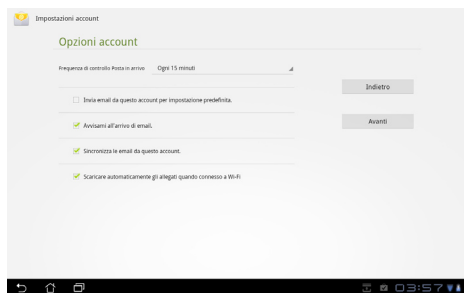 Impostazioni account
Opzioni account
Frequenza di controllo Posta in arrivo Ogni 15 minuti
Indietro
Invia email da questo account per impostazione predefinita.
Avvisami all'arrivo di email.
Avanti
Sincronizza le email da questo account.
Scaricare automaticamente gli allegati quando connesso a Wi-Fi
03:57